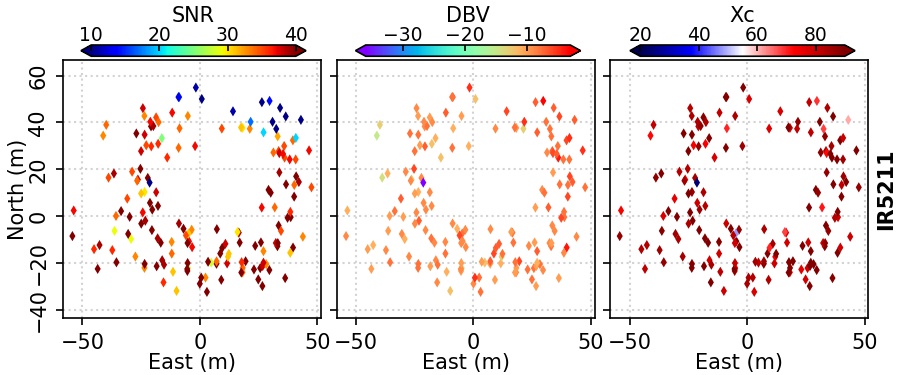 SNR DBV Xc
10 20 30 40 −30 −20 −10 20 40 60 80
60
40
20
0
−20
−40
North (m)
−50 0 50 −50 0 50 −50 0 50
East (m) East (m) East (m)
IR5211